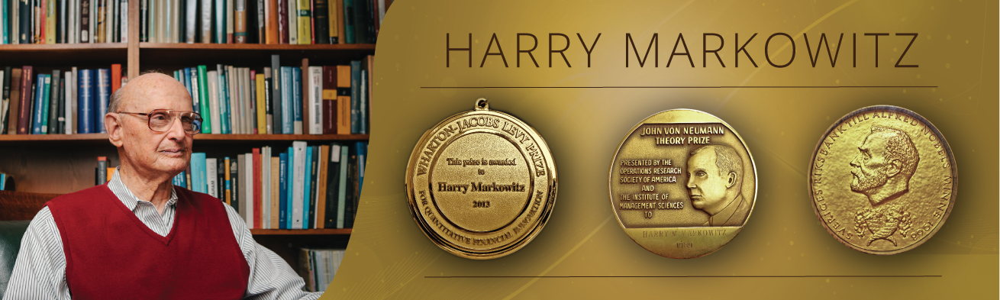 HARRY MARKOWITZ
WHARTON-JACOBS LEVY PRIZE
This prize is awarded
to
Harry Markowitz
2013
FOR QUANTITATIVE FINANCIAL INNOVATION
JOHN VON NEUMANN
THEORY PRIZE
PRESENTED BY THE
OPERATIONS RESEARCH
SOCIETY OF AMERICA
AND
THE INSTITUTE OF
MANAGEMENT SCIENCES
TO
HARRY M. MARKOWITZ
SVERIGES RIKSBANK TILL ALFRED NOBELS MINNE 1968